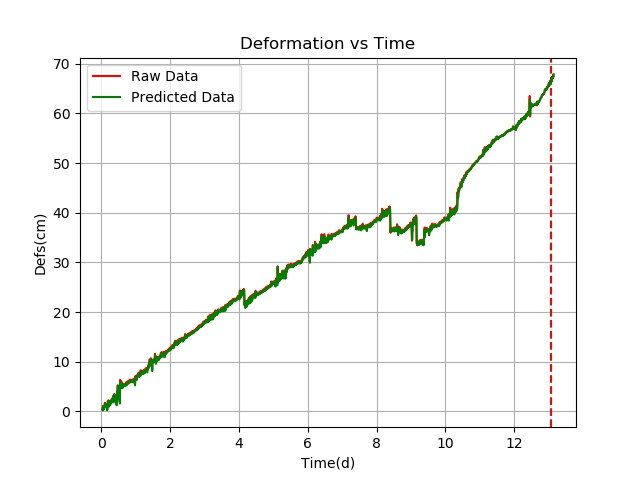 Deformation vs Time
Raw Data
Predicted Data
Defs(cm)
70
60
50
40
30
20
10
0
0 2 4 6 8 10 12
Time(d)